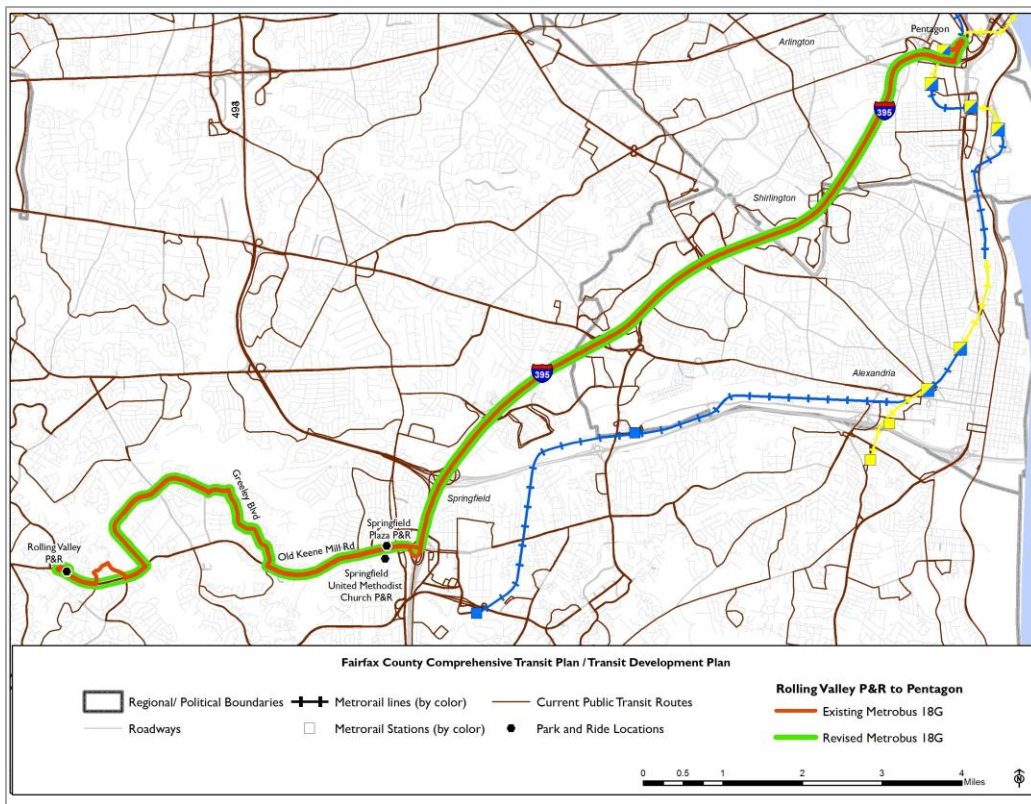 Pentagon
Arlington
395
Shirlington
395
Alexandria
Greeley Blvd
Springfield
Springfield
Plaza P&R
Rolling Valley
P&R
Old Keene Mill Rd
Springfield
United Methodist
Church P&R
Fairfax County Comprehensive Transit Plan / Transit Development Plan
Regional/ Political Boundaries
Metrorail lines (by color)
Current Public Transit Routes
Roadways
Metrorail Stations (by color)
Park and Ride Locations
Rolling Valley P&R to Pentagon
Existing Metrobus 18G
Revised Metrobus 18G
0 0.5 1 2 3 4
Miles
N